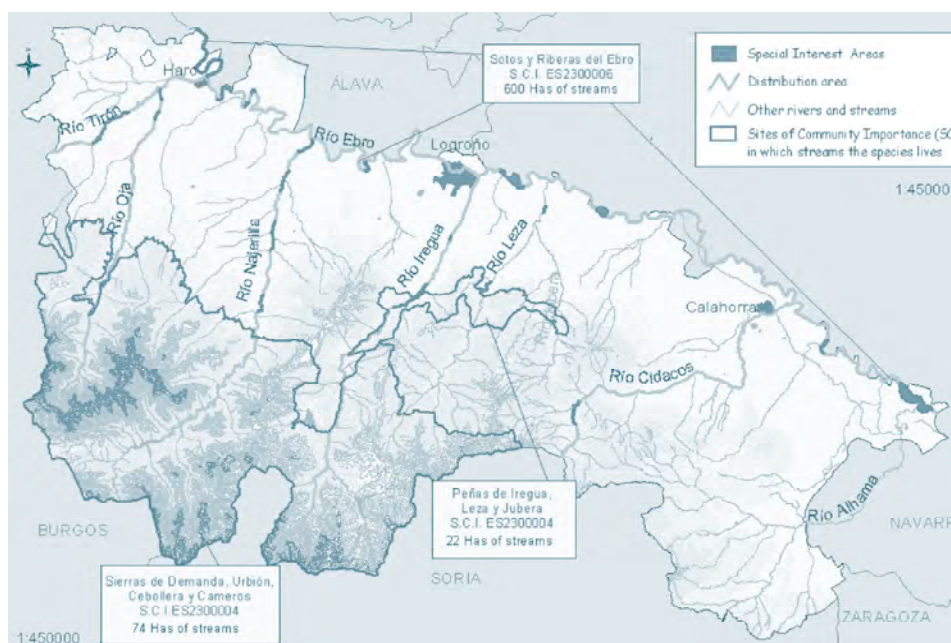 Sotos y Riberas del Ebro
S.C.I. ES2300006
600 Has of streams
Special Interest Areas
Distribution area
Other rivers and streams
Sites of Community Importance (SC
in which streams the species lives
1:45000
Haro
ÁLAVA
Río Tirón
Río Ebro
Logroño
Río Oja
Río Najerilla
Río Iregua
Río Leza
Calahorra
Río Cidacos
Río Alhama
NAVARR
ZARAGOZA
SORIA
BURGOS
Peñas de Iregua,
Leza y Jubera
S.C.I. ES2300004
22 Has of streams
Sierras de Demanda, Urbión,
Cebollera y Cameros
S.C.I ES2300004
74 Has of streams
1:450000